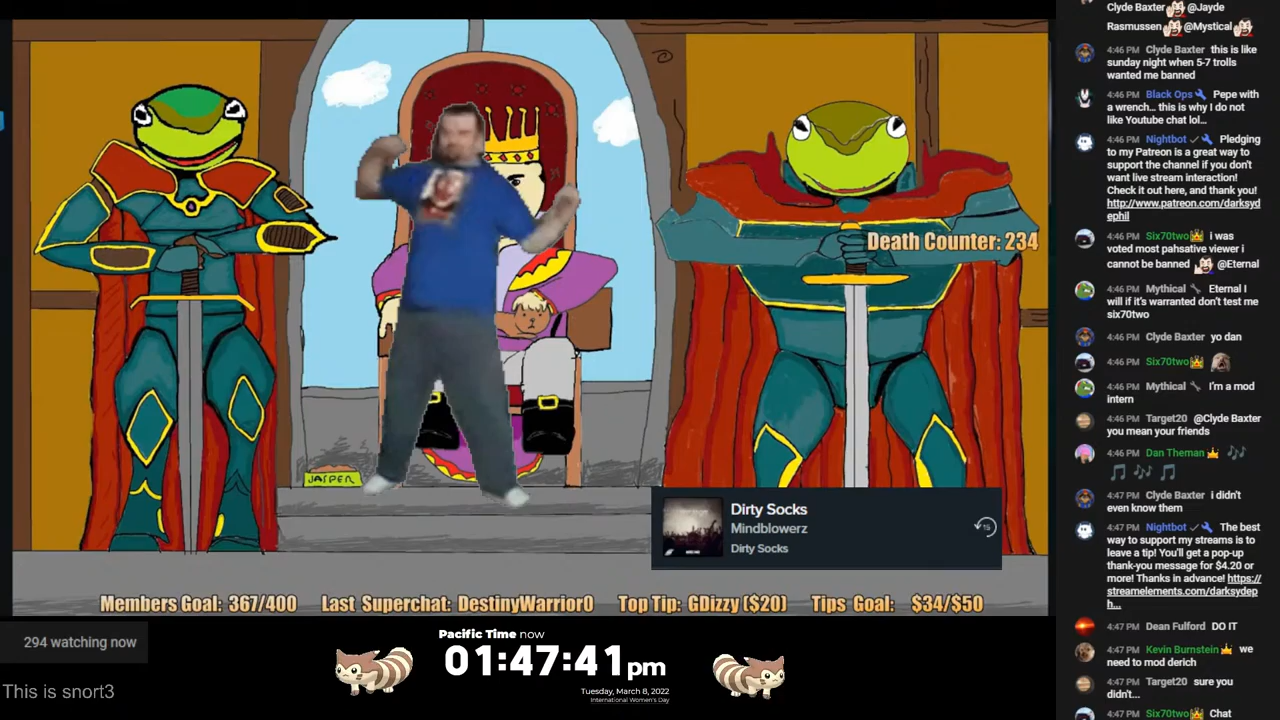 Death Counter: 234
JASPER
Dirty Socks
Mindblowerz
Dirty Socks
15
Members Goal: 367/400
Last Superchat: DestinyWarrior0
Top Tip: GDizzy ($20)
Tips Goal: $34/$50
294 watching now
This is snort3
Pacific Time now
01:47:41pm
Tuesday, March 8, 2022
International Women's Day
Clyde Baxter @Jayde
Rasmussen @Mystical
4:46 PM Clyde Baxter this is like
sunday night when 5-7 trolls
wanted me banned
4:46 PM Black Ops Pepe with
a wrench... this is why I do not
like Youtube chat lol...
4:46 PM Nightbot Pledging
to my Patreon is a great way to
support the channel if you don't
want live stream interaction!
Check it out here, and thank you!
http://www.patreon.com/darksyd
ephil
4:46 PM Six70two i was
voted most pahsative viewer i
cannot be banned @Eternal
4:46 PM Mythical Eternal I
will if it's warranted don't test me
six70two
4:46 PM Clyde Baxter yo dan
4:46 PM Six70two
4:46 PM Mythical I'm a mod
intern
4:46 PM Target20 @Clyde Baxter
you mean your friends
4:46 PM Dan Theman
4:47 PM Clyde Baxter i didn't
even know them
4:47 PM Nightbot The best
way to support my streams is to
leave a tip! You'll get a pop-up
thank-you message for $4.20 or
more! Thanks in advance! https://
streamelements.com/darksydep
h...
4:47 PM Dean Fulford DO IT
4:47 PM Kevin Burnstein we
need to mod derich
4:47 PM Target20 sure you
didn't...
4:47 PM Six70two Chat